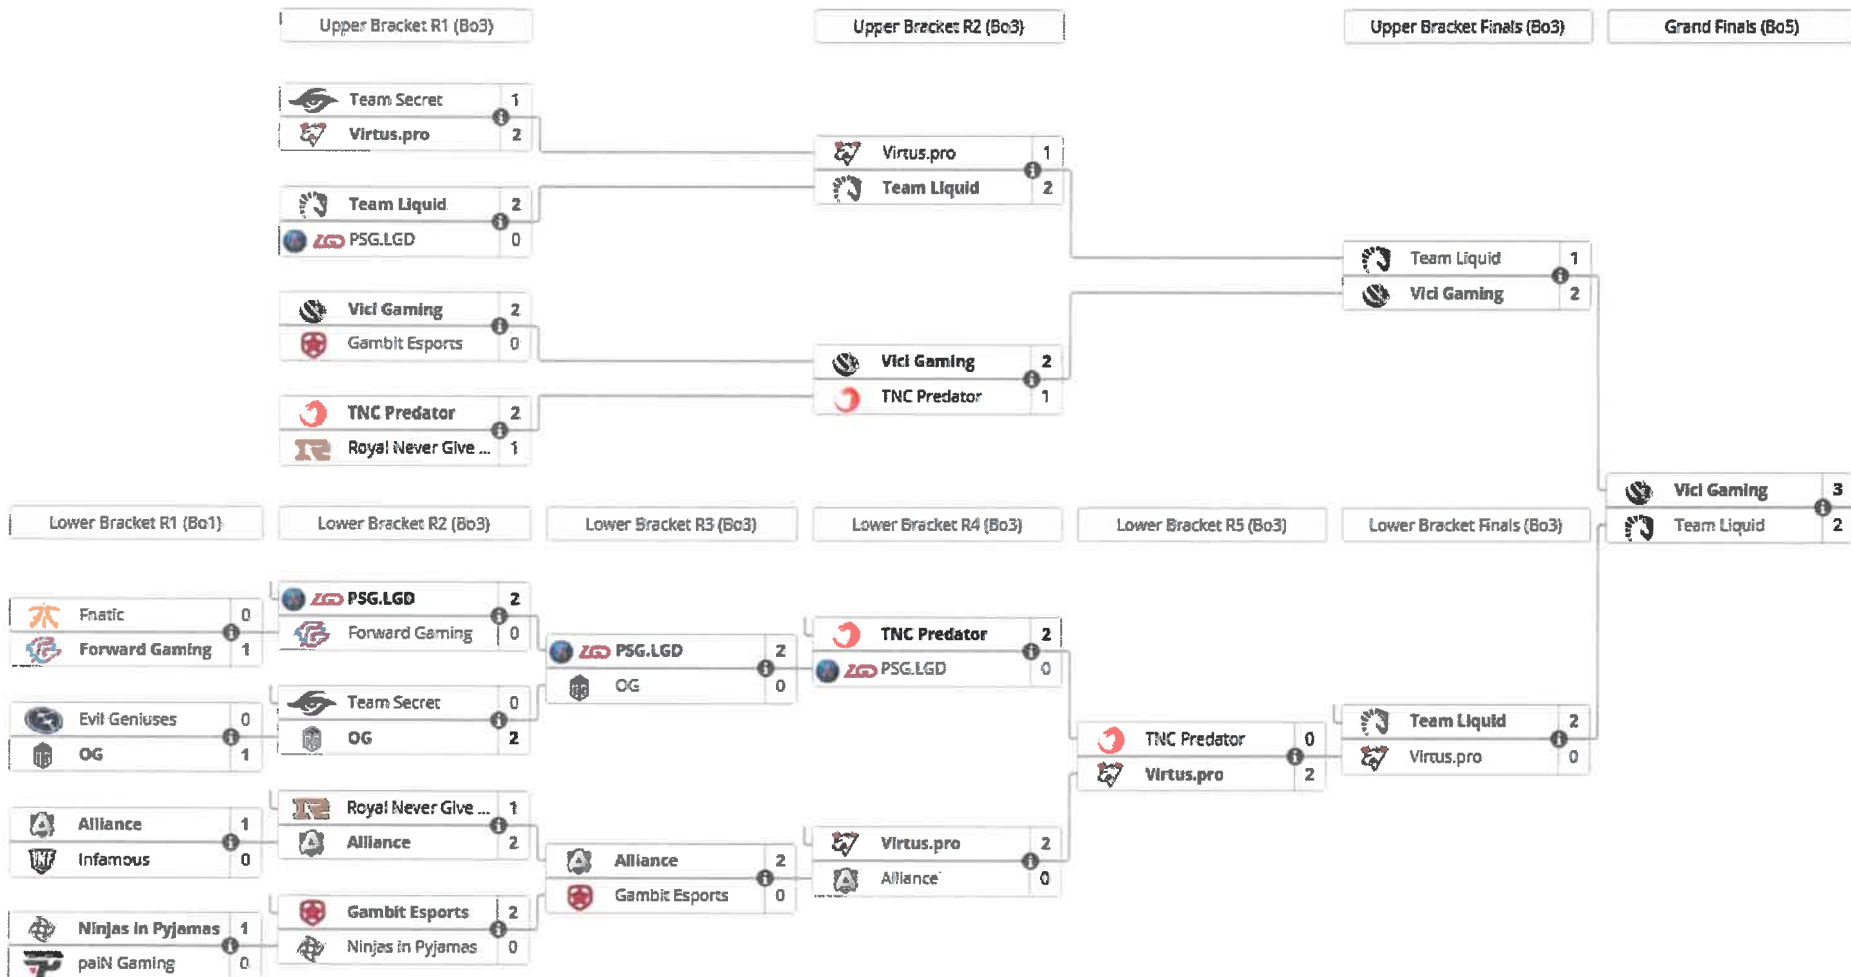 Upper Bracket R1 (Bo3)
Upper Bracket R2 (Bo3)
Upper Bracket Finals (Bo3)
Grand Finals (Bo5)
Team Secret 1
Virtus.pro 2
Team Liquid 2
LGD PSG.LGD 0
Vici Gaming 2
Gambit Esports 0
TNC Predator 2
Royal Never Give ... 1
Virtus.pro 1
Team Liquid 2
Vici Gaming 2
TNC Predator 1
Team Liquid 1
Vici Gaming 2
Vici Gaming 3
Team Liquid 2
Lower Bracket R1 (Bo1)
Lower Bracket R2 (Bo3)
Lower Bracket R3 (Bo3)
Lower Bracket R4 (Bo3)
Lower Bracket R5 (Bo3)
Lower Bracket Finals (Bo3)
Fnatic 0
Forward Gaming 1
Evil Geniuses 0
OG 1
Alliance 1
INF Infamous 0
Ninjas in Pyjamas 1
paiN Gaming 0
LGD PSG.LGD 2
Forward Gaming 0
Team Secret 0
OG 2
Royal Never Give ... 1
Alliance 2
Gambit Esports 2
Ninjas in Pyjamas 0
LGD PSG.LGD 2
OG 0
Alliance 2
Gambit Esports 0
TNC Predator 2
LGD PSG.LGD 0
Virtus.pro 2
Alliance 0
TNC Predator 0
Virtus.pro 2
Team Liquid 2
Virtus.pro 0